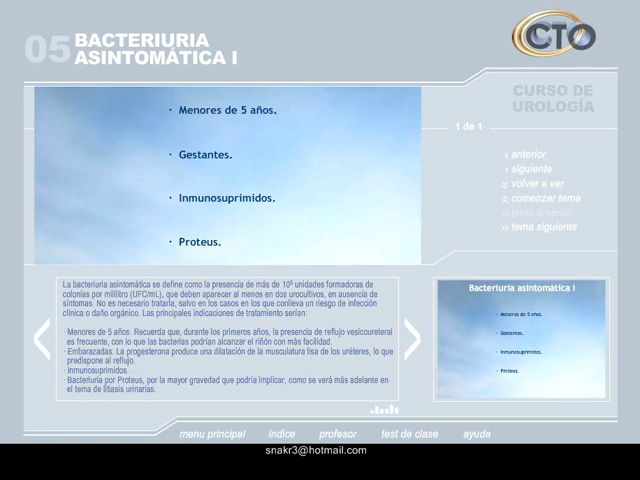 05 BACTERIURIA
ASINTOMÁTICA I
CTO
CURSO DE
UROLOGÍA
· Menores de 5 años.
· Gestantes.
· Inmunosuprimidos.
· Proteus.
1 de 1
‹ anterior
› siguiente
volver a ver
comenzar tema
tema anterior
›› tema siguiente
La bacteriuria asintomática se define como la presencia de más de 10⁵ unidades formadoras de
colonias por mililitro (UFC/mL), que deben aparecer al menos en dos urocultivos, en ausencia de
síntomas. No es necesario tratarla, salvo en los casos en los que conlleva un riesgo de infección
clínica o daño orgánico. Las principales indicaciones de tratamiento serían:
· Menores de 5 años. Recuerda que, durante los primeros años, la presencia de reflujo vesicoureteral
es frecuente, con lo que las bacterias podrían alcanzar el riñón con más facilidad.
· Embarazadas. La progesterona produce una dilatación de la musculatura lisa de los uréteres, lo que
predispone al reflujo.
· Inmunosuprimidos.
· Bacteriuria por Proteus, por la mayor gravedad que podría implicar, como se verá más adelante en
el tema de litiasis urinarias.
Bacteriuria asintomática I
· Menores de 5 años.
· Gestantes.
· Inmunosuprimidos.
· Proteus.
menu principal índice profesor test de clase ayuda
snakr3@hotmail.com